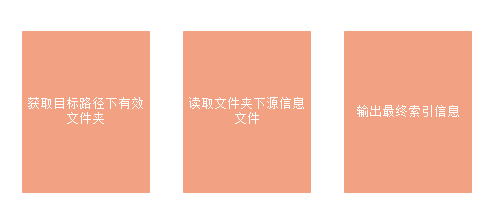 获取目标路径下有效
文件夹
读取文件夹下源信息
文件
输出最终索引信息